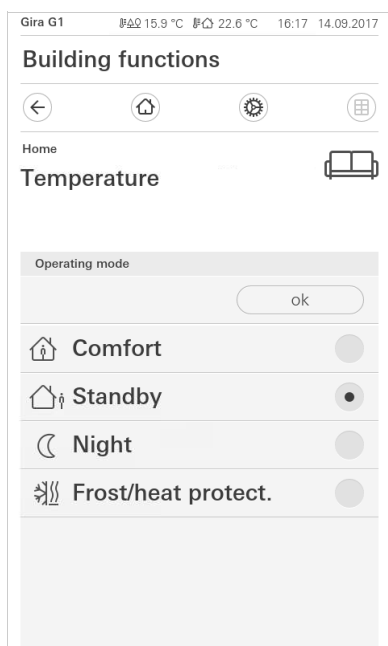 Gira G1 15.9 °C 22.6 °C 16:17 14.09.2017
Building functions
Home
Temperature
Operating mode
ok
Comfort
Standby
Night
Frost/heat protect.